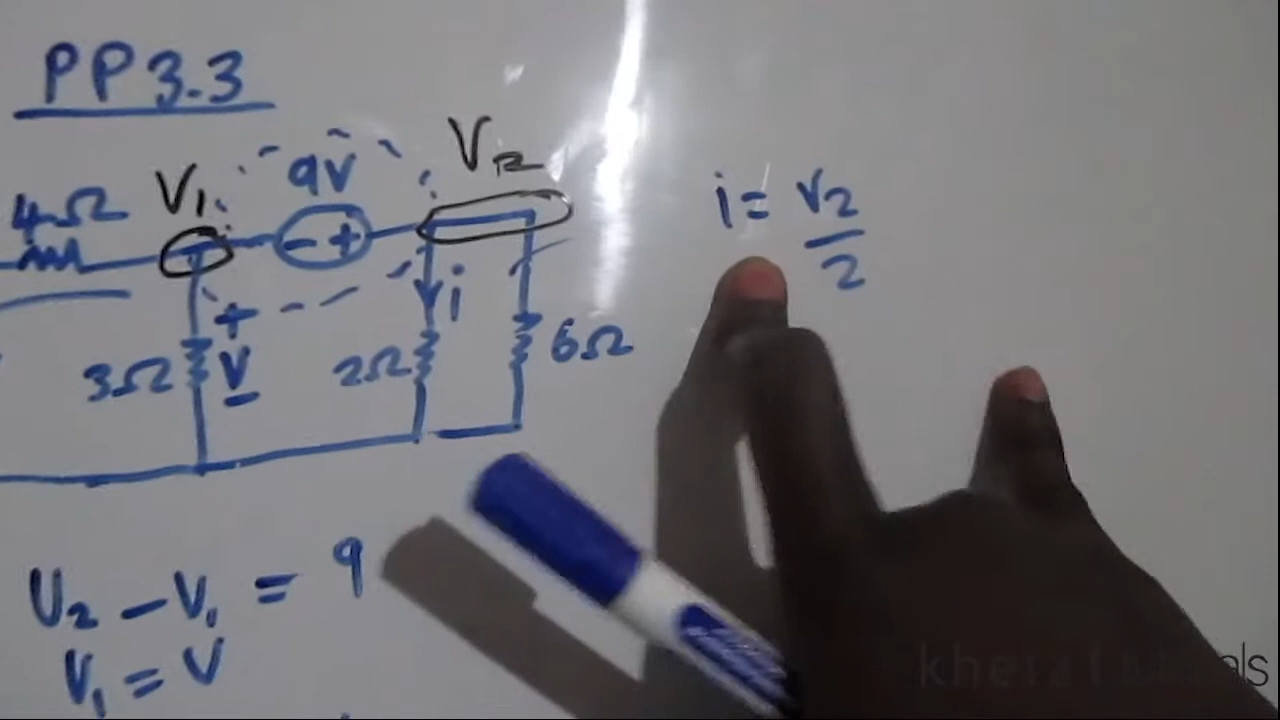 PP3.3
V1
9V
V2
i = V2/2
4Ω
- +
+
i
3Ω
V
2Ω
6Ω
-
V2 - V1 = 9
V1 = V